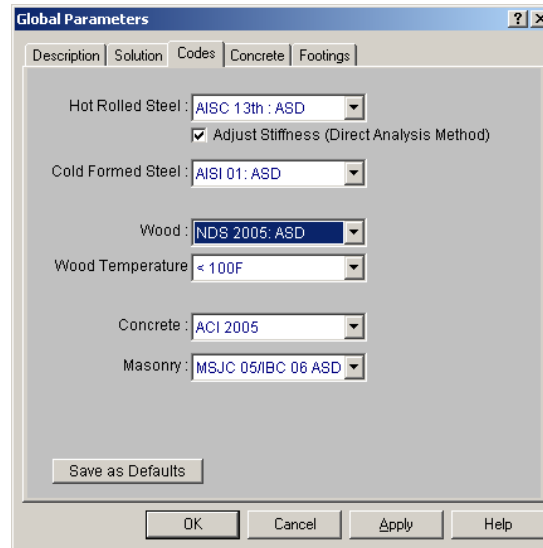 Global Parameters ? x
Description Solution Codes Concrete Footings
Hot Rolled Steel : AISC 13th : ASD
Adjust Stiffness (Direct Analysis Method)
Cold Formed Steel : AISI 01: ASD
Wood : NDS 2005: ASD
Wood Temperature < 100F
Concrete : ACI 2005
Masonry : MSJC 05/IBC 06 ASD
Save as Defaults
OK Cancel Apply Help